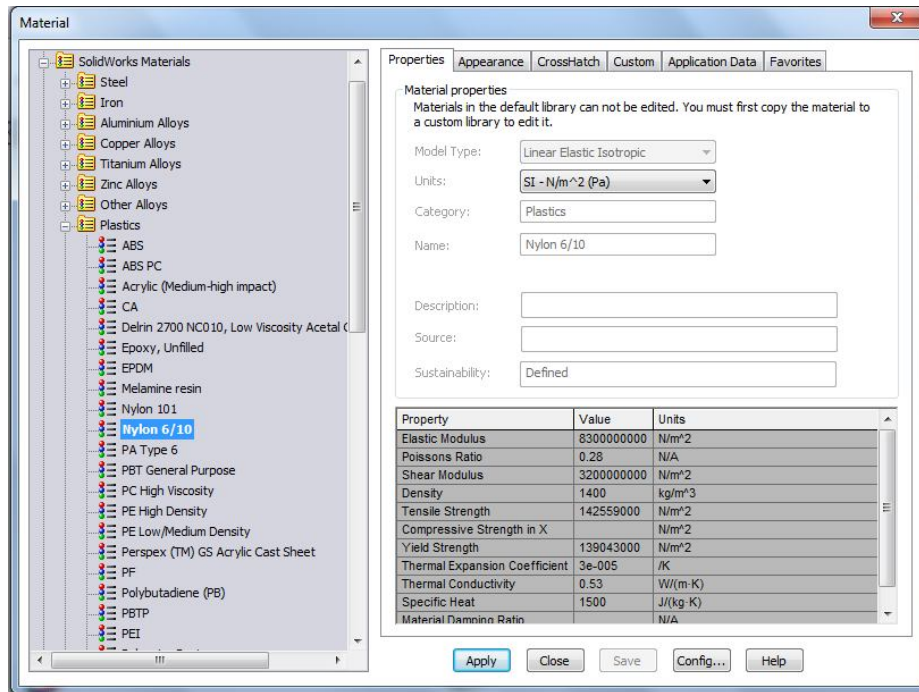 Material
SolidWorks Materials
Steel
Iron
Aluminium Alloys
Copper Alloys
Titanium Alloys
Zinc Alloys
Other Alloys
Plastics
ABS
ABS PC
Acrylic (Medium-high impact)
CA
Delrin 2700 NC010, Low Viscosity Acetal C
Epoxy, Unfilled
EPDM
Melamine resin
Nylon 101
Nylon 6/10
PA Type 6
PBT General Purpose
PC High Viscosity
PE High Density
PE Low/Medium Density
Perspex (TM) GS Acrylic Cast Sheet
PF
Polybutadiene (PB)
PBTP
PEI
Properties Appearance CrossHatch Custom Application Data Favorites
Material properties
Materials in the default library can not be edited. You must first copy the material to
a custom library to edit it.
Model Type: Linear Elastic Isotropic
Units: SI - N/m^2 (Pa)
Category: Plastics
Name: Nylon 6/10
Description:
Source:
Sustainability: Defined
Property Value Units
Elastic Modulus 8300000000 N/m^2
Poissons Ratio 0.28 N/A
Shear Modulus 3200000000 N/m^2
Density 1400 kg/m^3
Tensile Strength 142559000 N/m^2
Compressive Strength in X N/m^2
Yield Strength 139043000 N/m^2
Thermal Expansion Coefficient 3e-005 /K
Thermal Conductivity 0.53 W/(m·K)
Specific Heat 1500 J/(kg·K)
Material Damping Ratio N/A
Apply Close Save Config... Help